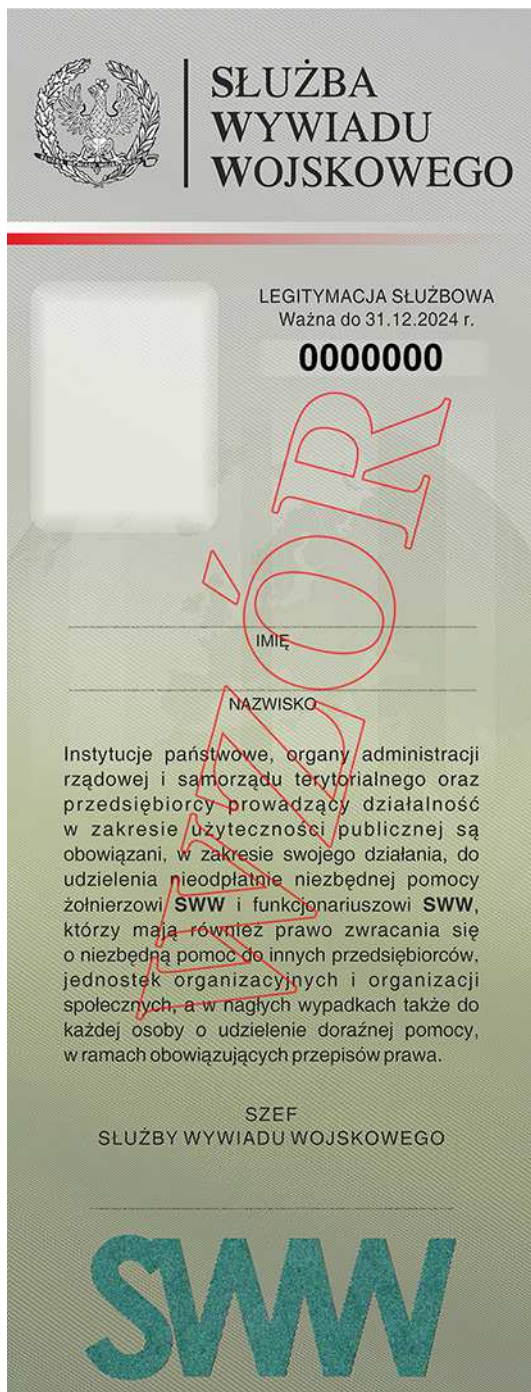 SŁUŻBA
WYWIADU
WOJSKOWEGO
LEGITYMACJA SŁUŻBOWA
Ważna do 31.12.2024 r.
0000000
WZÓR
IMIĘ
NAZWISKO
Instytucje państwowe, organy administracji
rządowej i samorządu terytorialnego oraz
przedsiębiorcy prowadzący działalność
w zakresie użyteczności publicznej są
obowiązani, w zakresie swojego działania, do
udzielenia nieodpłatnie niezbędnej pomocy
żołnierzowi SWW i funkcjonariuszowi SWW,
którzy mają również prawo zwracania się
o niezbędną pomoc do innych przedsiębiorców,
jednostek organizacyjnych i organizacji
społecznych, a w nagłych wypadkach także do
każdej osoby o udzielenie doraźnej pomocy,
w ramach obowiązujących przepisów prawa.
SZEF
SŁUŻBY WYWIADU WOJSKOWEGO
SWW